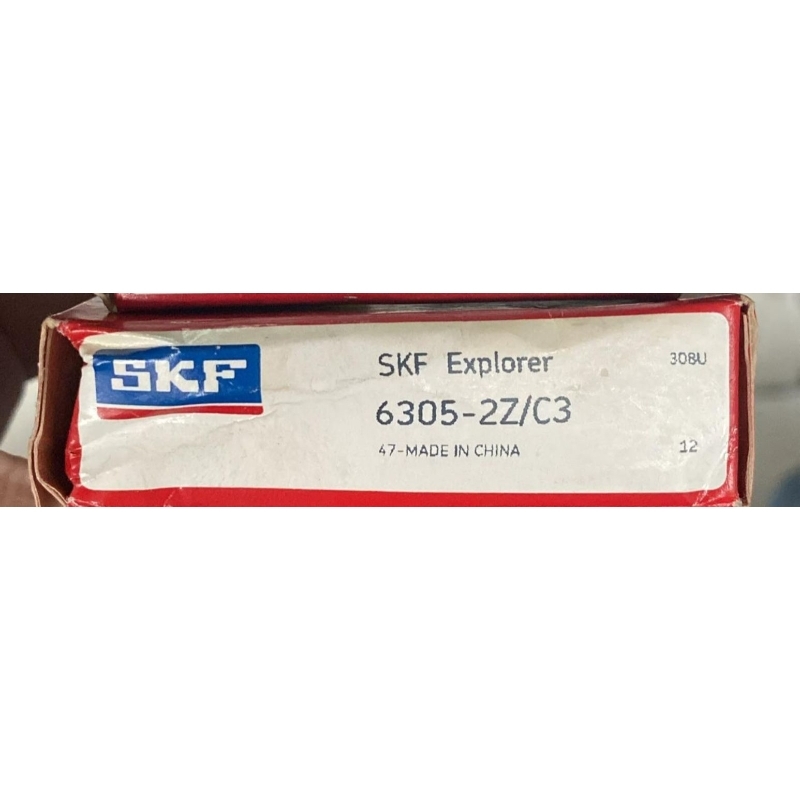 SKF
SKF Explorer
308U
6305-2Z/C3
47-MADE IN CHINA
12